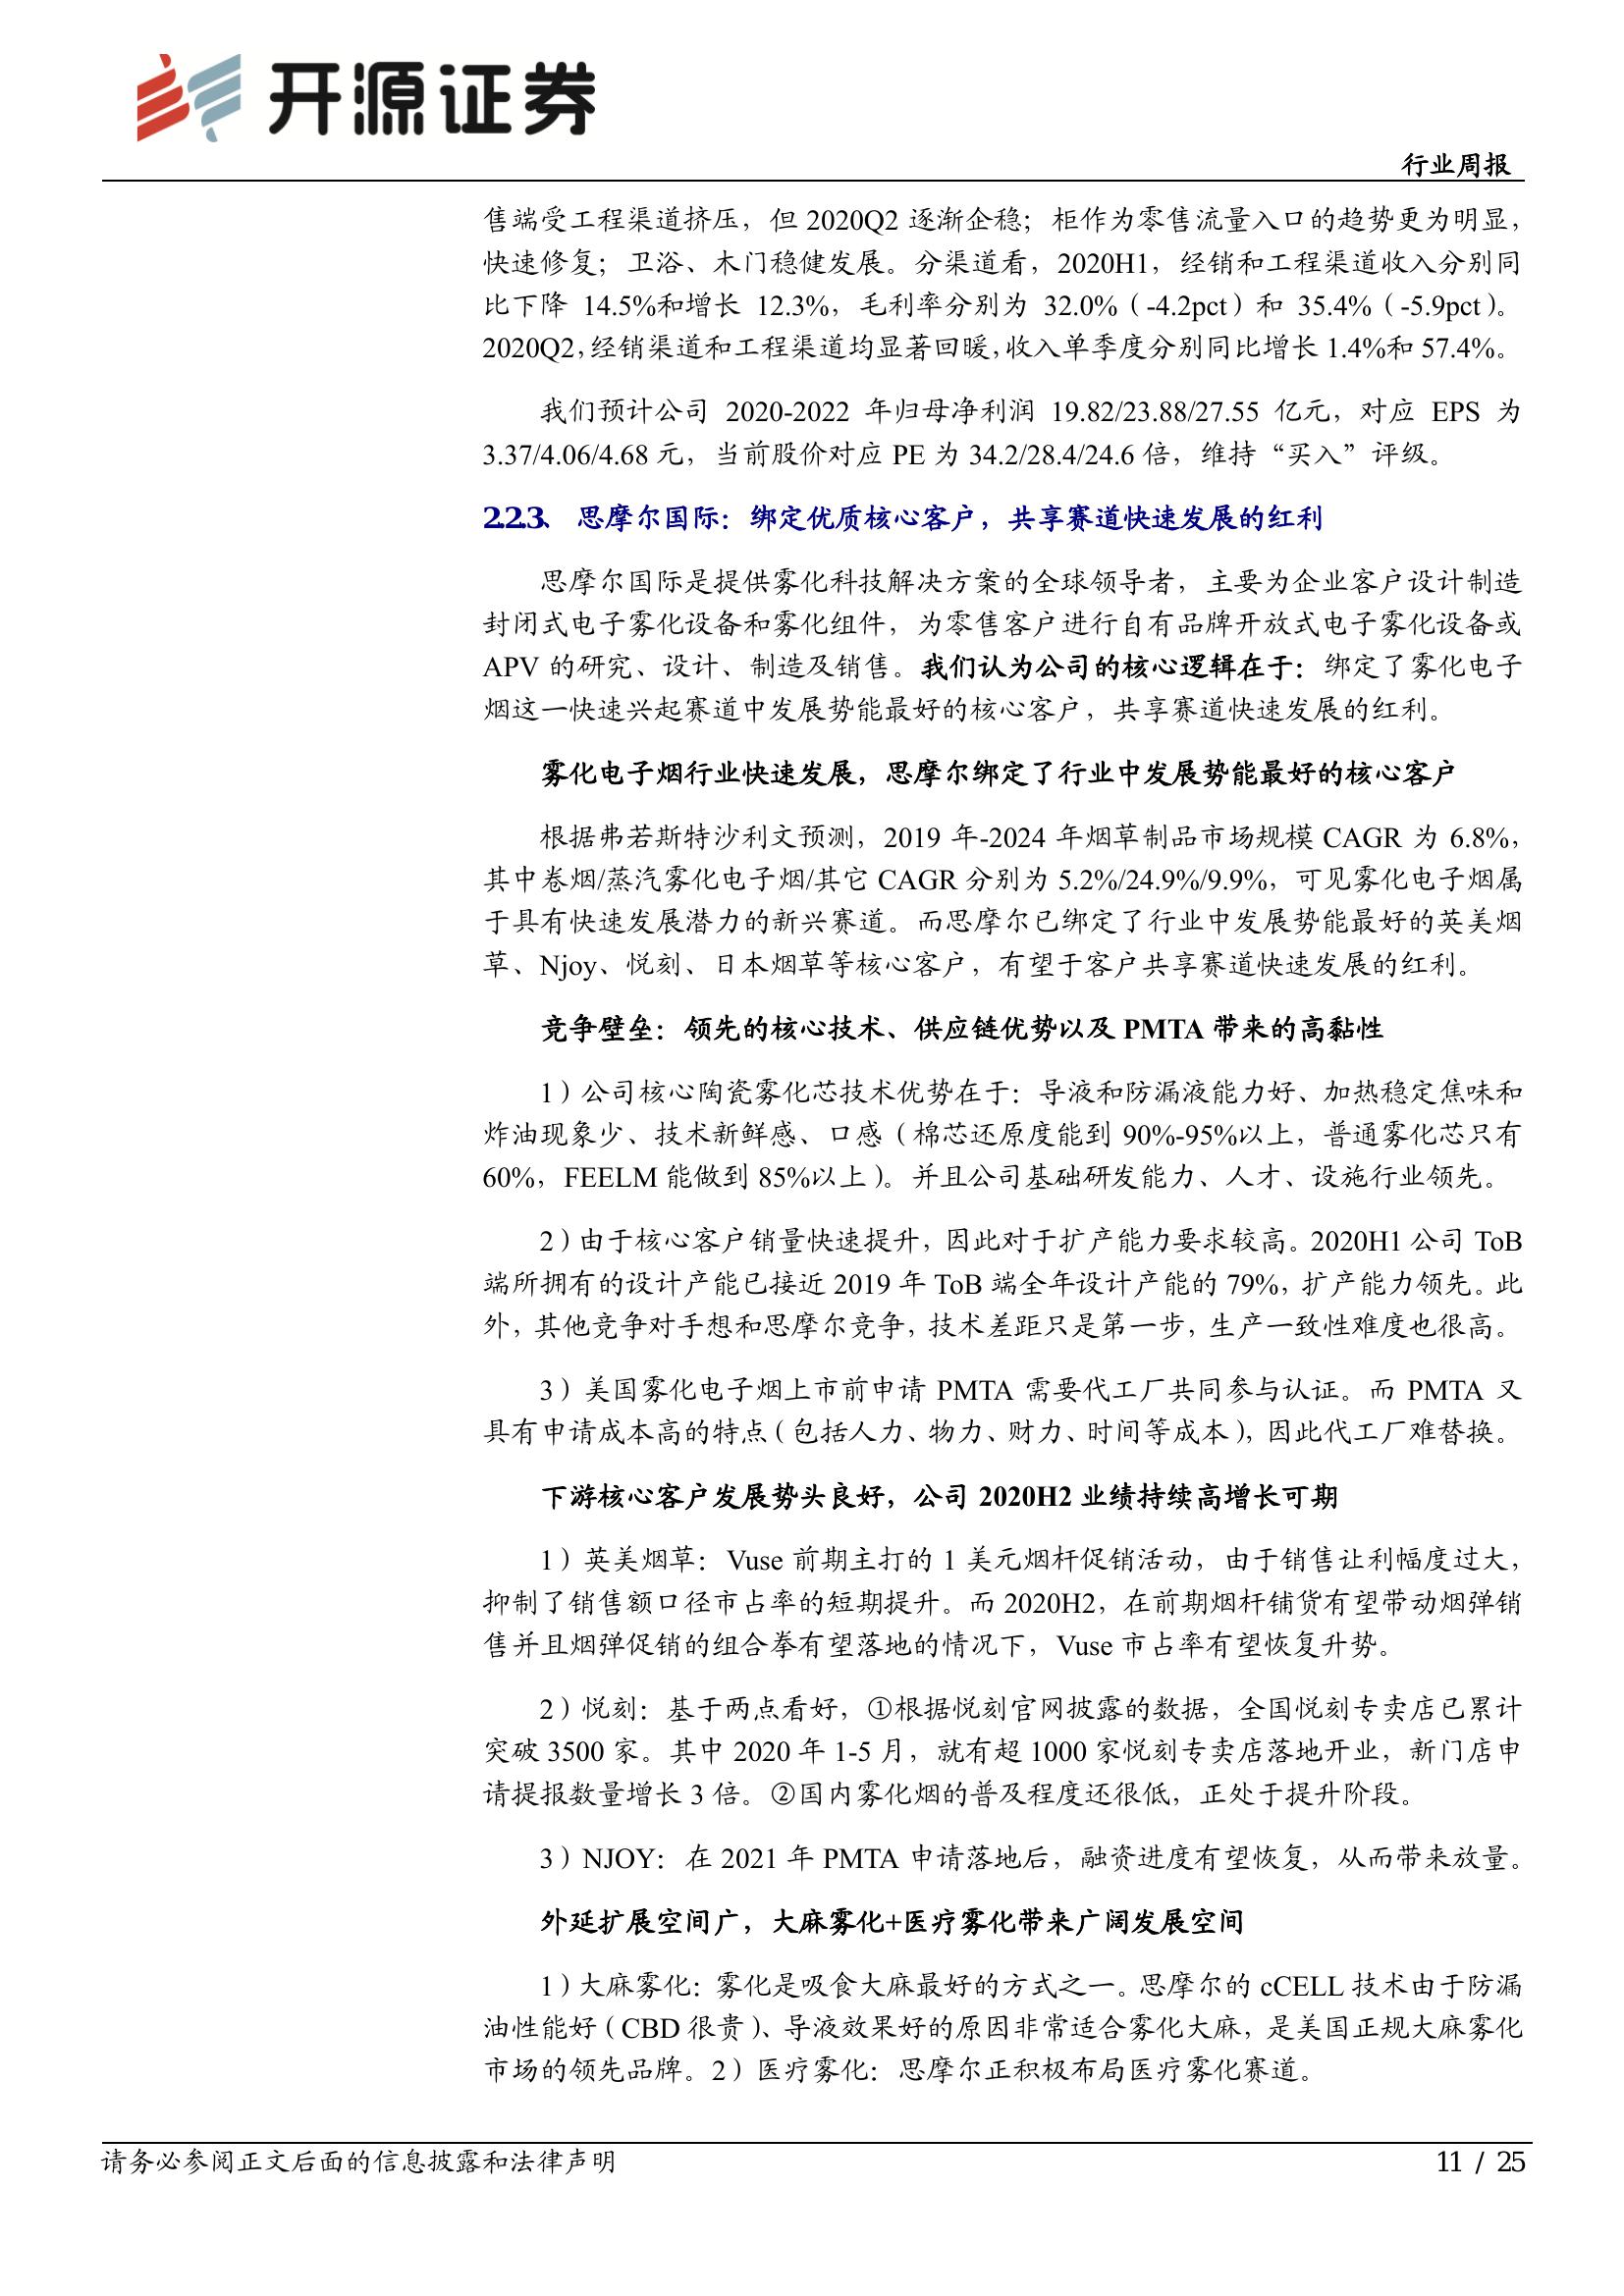 开源证券
行业周报
售端受工程渠道挤压，但 2020Q2 逐渐企稳；柜作为零售流量入口的趋势更为明显，
快速修复；卫浴、木门稳健发展。分渠道看，2020H1，经销和工程渠道收入分别同
比下降 14.5%和增长 12.3%，毛利率分别为 32.0%（-4.2pct）和 35.4%（-5.9pct）。
2020Q2，经销渠道和工程渠道均显著回暖，收入单季度分别同比增长 1.4%和 57.4%。
我们预计公司 2020-2022 年归母净利润 19.82/23.88/27.55 亿元，对应 EPS 为
3.37/4.06/4.68 元，当前股价对应 PE 为 34.2/28.4/24.6 倍，维持“买入”评级。
2.2.3、 思摩尔国际：绑定优质核心客户，共享赛道快速发展的红利
思摩尔国际是提供雾化科技解决方案的全球领导者，主要为企业客户设计制造
封闭式电子雾化设备和雾化组件，为零售客户进行自有品牌开放式电子雾化设备或
APV 的研究、设计、制造及销售。我们认为公司的核心逻辑在于：绑定了雾化电子
烟这一快速兴起赛道中发展势能最好的核心客户，共享赛道快速发展的红利。
雾化电子烟行业快速发展，思摩尔绑定了行业中发展势能最好的核心客户
根据弗若斯特沙利文预测，2019 年-2024 年烟草制品市场规模 CAGR 为 6.8%，
其中卷烟/蒸汽雾化电子烟/其它 CAGR 分别为 5.2%/24.9%/9.9%，可见雾化电子烟属
于具有快速发展潜力的新兴赛道。而思摩尔已绑定了行业中发展势能最好的英美烟
草、Njoy、悦刻、日本烟草等核心客户，有望于客户共享赛道快速发展的红利。
竞争壁垒：领先的核心技术、供应链优势以及 PMTA 带来的高黏性
1）公司核心陶瓷雾化芯技术优势在于：导液和防漏液能力好、加热稳定焦味和
炸油现象少、技术新鲜感、口感（棉芯还原度能到 90%-95%以上，普通雾化芯只有
60%，FEELM 能做到 85%以上）。并且公司基础研发能力、人才、设施行业领先。
2）由于核心客户销量快速提升，因此对于扩产能力要求较高。2020H1 公司 ToB
端所拥有的设计产能已接近 2019 年 ToB 端全年设计产能的 79%，扩产能力领先。此
外，其他竞争对手想和思摩尔竞争，技术差距只是第一步，生产一致性难度也很高。
3）美国雾化电子烟上市前申请 PMTA 需要代工厂共同参与认证。而 PMTA 又
具有申请成本高的特点（包括人力、物力、财力、时间等成本），因此代工厂难替换。
下游核心客户发展势头良好，公司 2020H2 业绩持续高增长可期
1）英美烟草：Vuse 前期主打的 1 美元烟杆促销活动，由于销售让利幅度过大，
抑制了销售额口径市占率的短期提升。而 2020H2，在前期烟杆铺货有望带动烟弹销
售并且烟弹促销的组合拳有望落地的情况下，Vuse 市占率有望恢复升势。
2）悦刻：基于两点看好，①根据悦刻官网披露的数据，全国悦刻专卖店已累计
突破 3500 家。其中 2020 年 1-5 月，就有超 1000 家悦刻专卖店落地开业，新门店申
请提报数量增长 3 倍。②国内雾化烟的普及程度还很低，正处于提升阶段。
3）NJOY：在 2021 年 PMTA 申请落地后，融资进度有望恢复，从而带来放量。
外延扩展空间广，大麻雾化+医疗雾化带来广阔发展空间
1）大麻雾化：雾化是吸食大麻最好的方式之一。思摩尔的 cCELL 技术由于防漏
油性能好（CBD 很贵）、导液效果好的原因非常适合雾化大麻，是美国正规大麻雾化
市场的领先品牌。2）医疗雾化：思摩尔正积极布局医疗雾化赛道。
请务必参阅正文后面的信息披露和法律声明
11 / 25